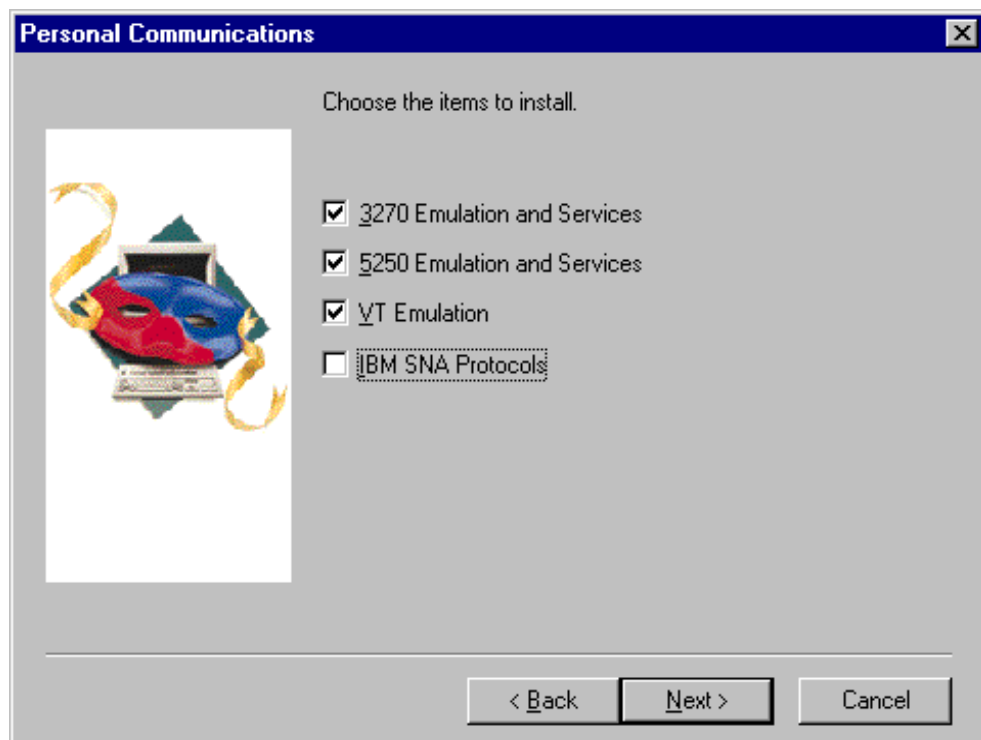 Personal Communications
Choose the items to install.
3270 Emulation and Services
5250 Emulation and Services
VT Emulation
IBM SNA Protocols
< Back
Next >
Cancel